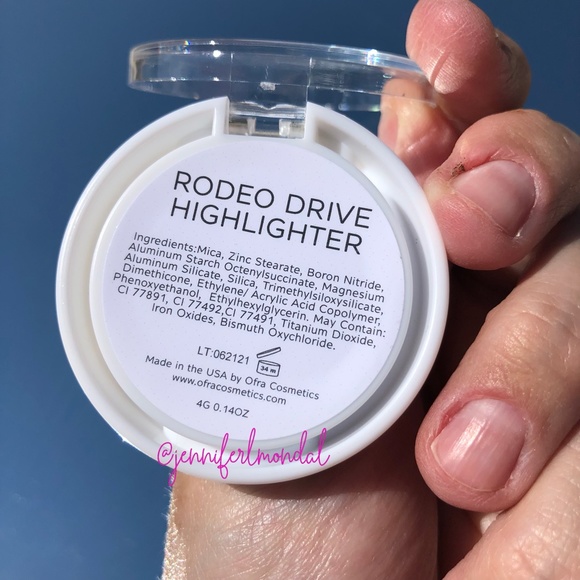 RODEO DRIVE
HIGHLIGHTER
Ingredients:Mica, Zinc Stearate, Boron Nitride,
Aluminum Starch Octenylsuccinate, Magnesium
Aluminum Silicate, Silica, Trimethylsiloxysilicate,
Dimethicone, Ethylene/ Acrylic Acid Copolymer,
Phenoxyethanol, Ethylhexylglycerin. May Contain:
CI 77891, CI 77492,CI 77491, Titanium Dioxide,
Iron Oxides, Bismuth Oxychloride.
LT:062121
34 m
Made in the USA by Ofra Cosmetics
www.ofracosmetics.com
4G 0.14OZ
@jenniferlmondal